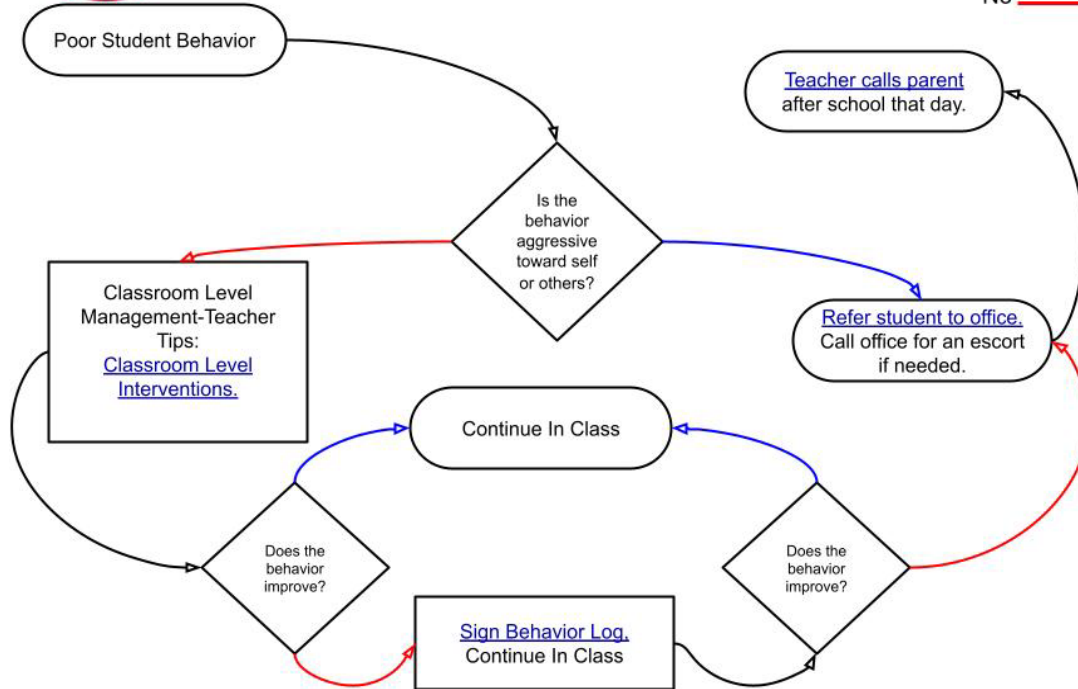 No
Poor Student Behavior
Teacher calls parent
after school that day.
Is the
behavior
aggressive
toward self
or others?
Classroom Level
Management-Teacher
Tips:
Classroom Level
Interventions.
Refer student to office.
Call office for an escort
if needed.
Continue In Class
Does the
behavior
improve?
Does the
behavior
improve?
Sign Behavior Log,
Continue In Class